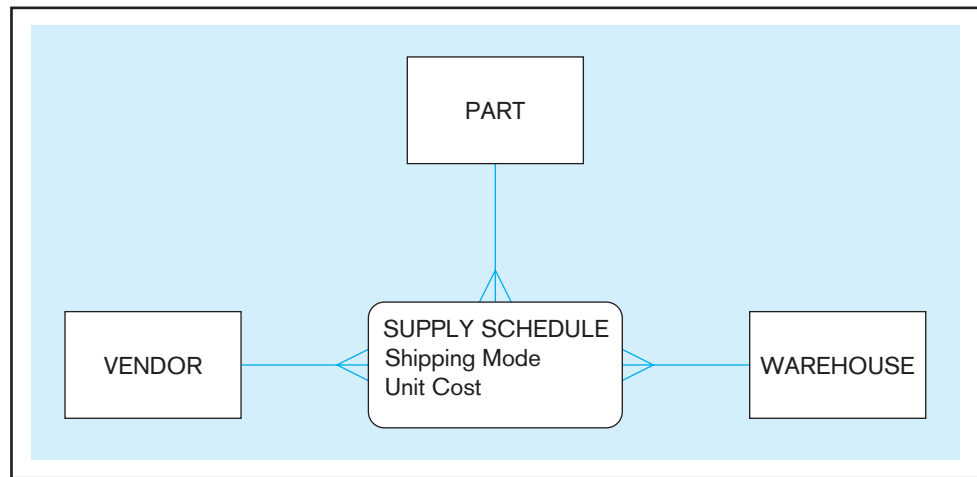 PART
VENDOR
SUPPLY SCHEDULE
Shipping Mode
Unit Cost
WAREHOUSE